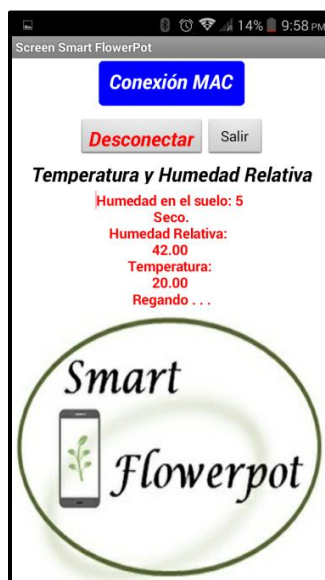 14% 9:58 PM
Screen Smart FlowerPot
Conexión MAC
Desconectar Salir
Temperatura y Humedad Relativa
Humedad en el suelo: 5
Seco.
Humedad Relativa:
42.00
Temperatura:
20.00
Regando . . .
Smart
Flowerpot